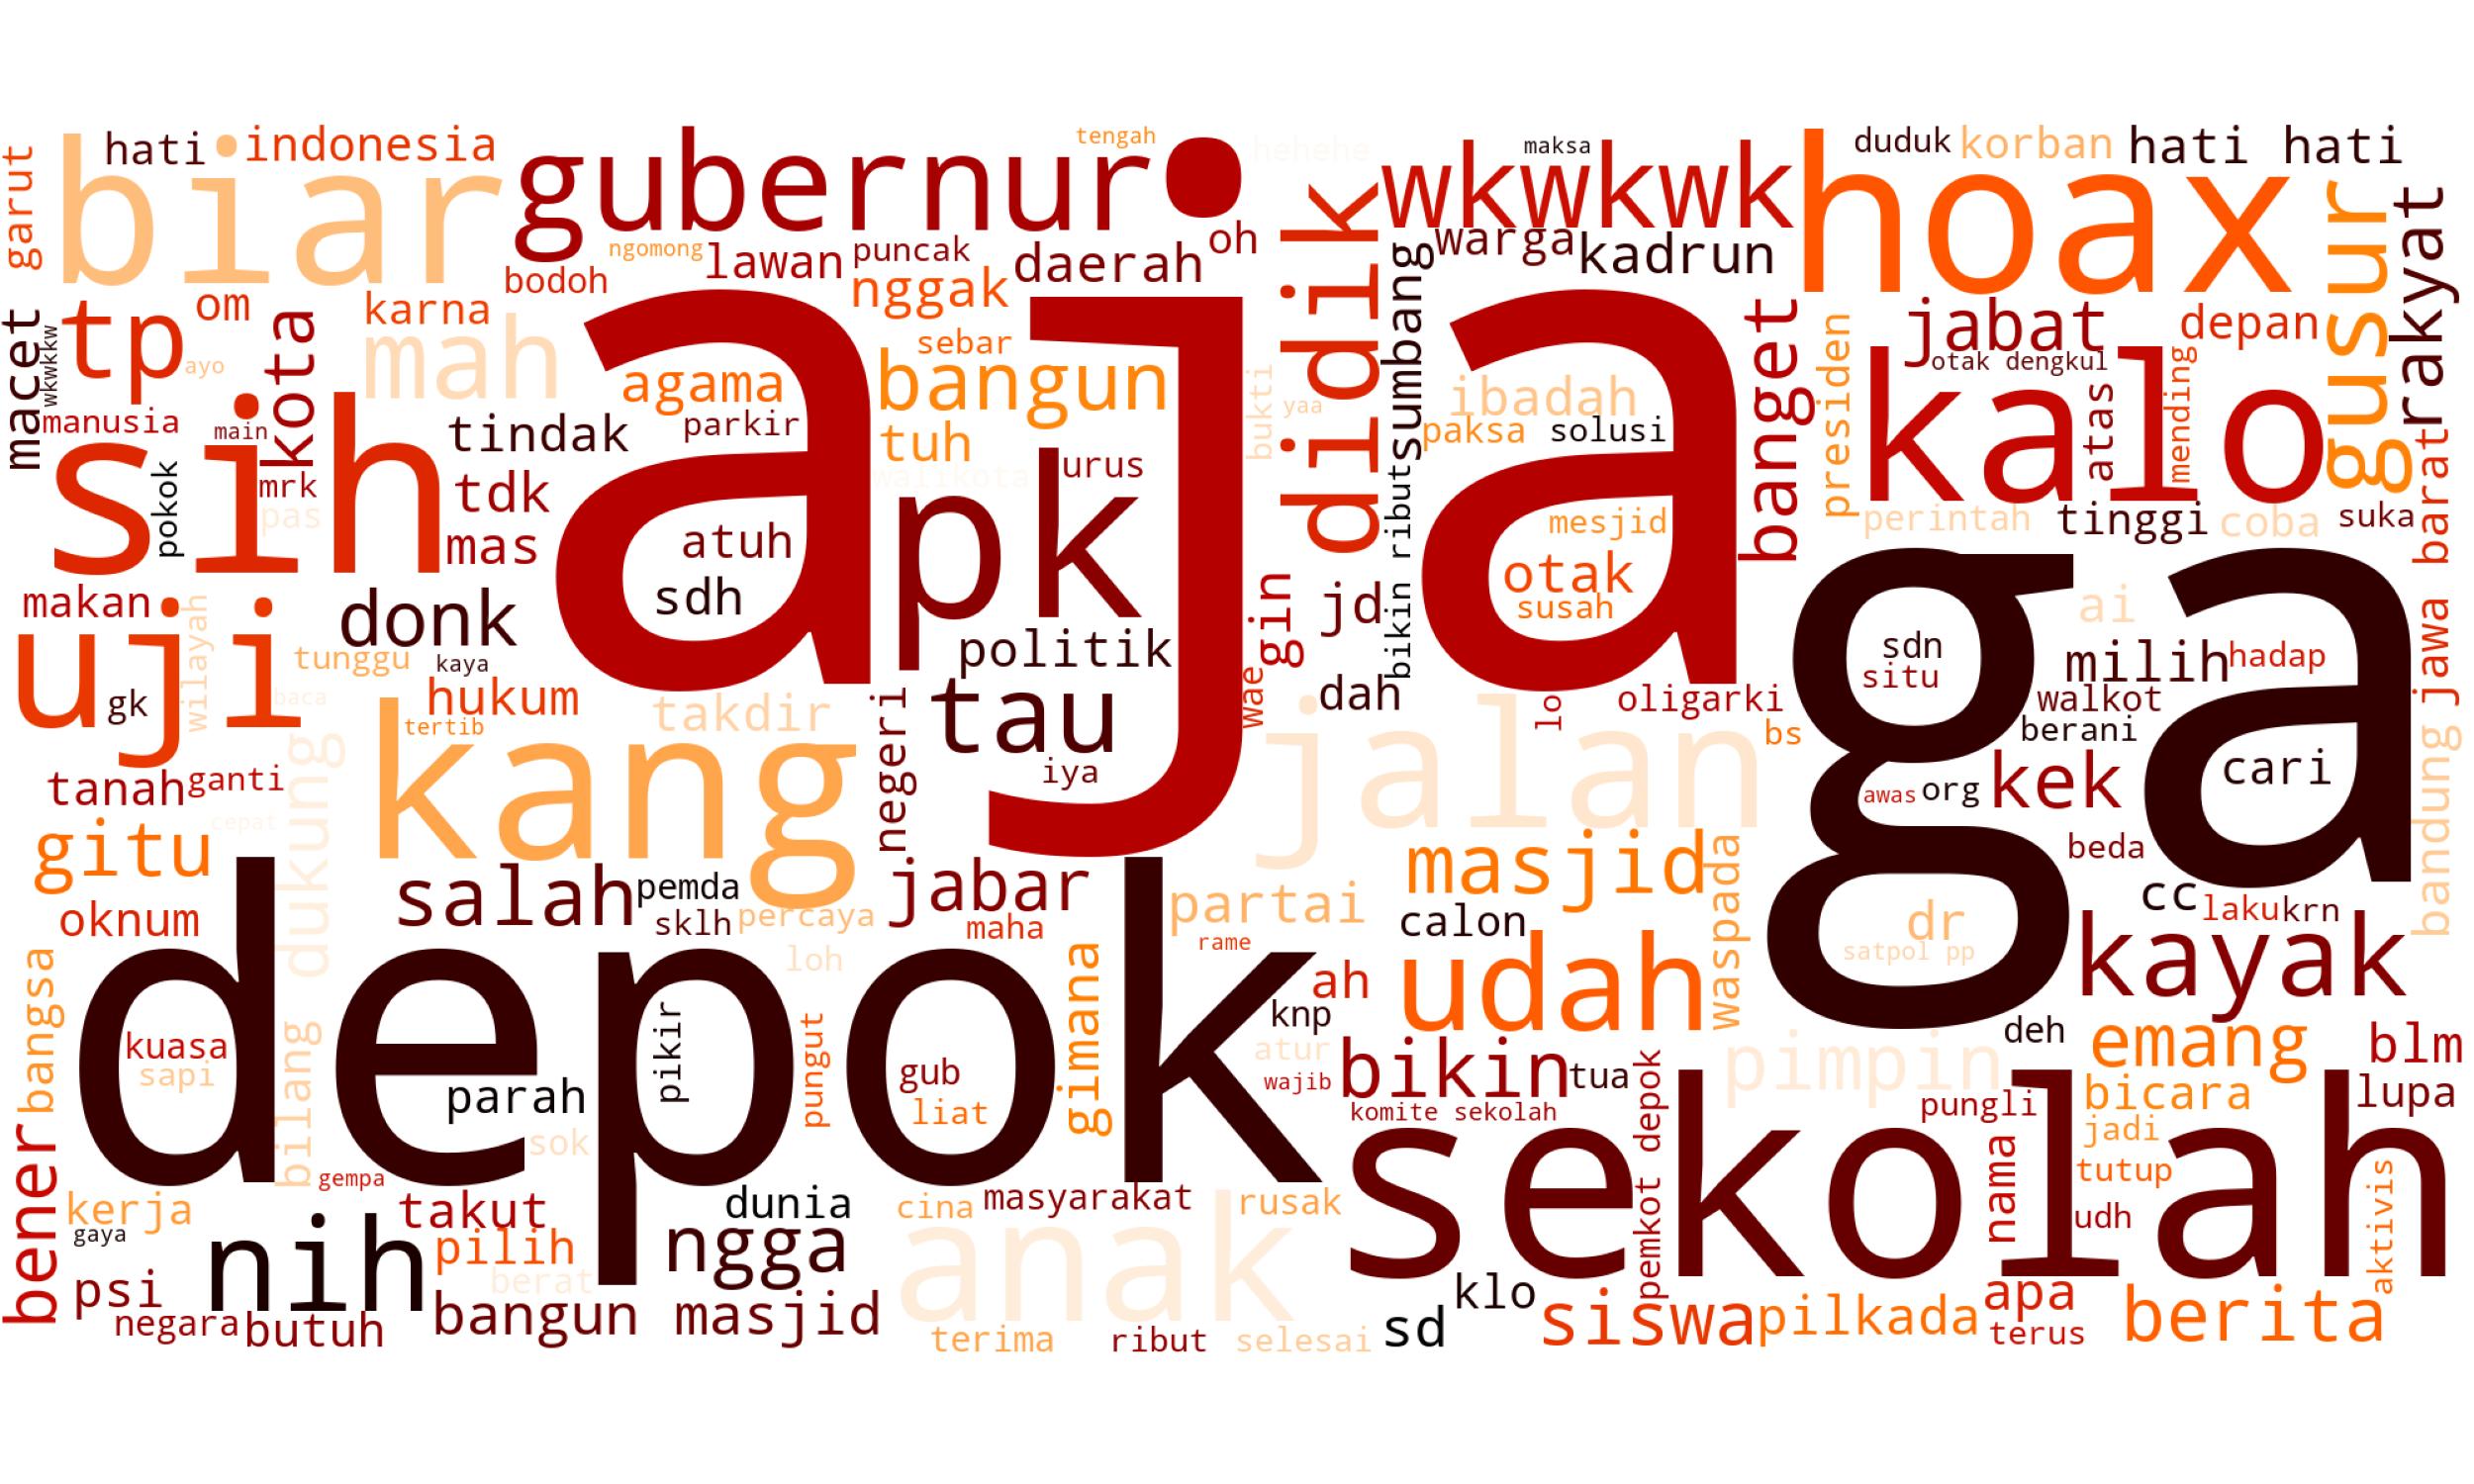 garut
hati
indonesia
biar
gubernur
tengah
hehehe
wkwkwk
maksa
hoax
duduk
korban
hati hati
bodoh
ngomong
lawan
puncak
daerah
oh
didik
sumbang
warga
kadrun
gusur
rakyat
macet
wkwkkw
tp
om
ayo
kota
karna
mah
aja
nggak
sebar
bangun
agama
parkir
tuh
walikota
urus
bukti
yaa
ibadah
paksa
solusi
banget
presiden
jabat
depan
otak dengkul
kalo
atas
mending
manusia
main
sih
pokok
mrk
pas
tindak
tdk
mas
atuh
sdh
pk
bikin ribut
mesjid
otak
susah
perintah
tinggi
coba
suka
jawa barat
makan
uji
gk
wilayah
donk
tunggu
kaya
baca
hukum
tertib
takdir
kang
negeri
politik
tau
iya
wae
gin
jd
dah
jalan
lo
oligarki
bs
ga
sdn
situ
awas
org
ai
milih
hadap
walkot
berani
kek
cari
beda
bandung
tanah
ganti
cepat
gitu
dukung
oknum
salah
pemda
sklh
percaya
jabar
maha
loh
partai
rame
masjid
calon
udah
waspada
dr
satpol pp
cc
laku
krn
kayak
bangsa
bilang
depok
kuasa
sapi
parah
sok
pikir
pungut
gub
liat
gimana
ah
knp
atur
wajib
bikin
tua
pimpin
deh
emang
blm
komite sekolah
pungli
bicara
lupa
jadi
tutup
udh
aktivis
nama
pemkot depok
sekolah
bener
kerja
gaya
gempa
takut
nih
pilih
berat
psi
negara
butuh
bangun masjid
dunia
ngga
cina
masyarakat
rusak
anak
terima
ribut
selesai
sd
klo
siswa
pilkada
apa
terus
berita